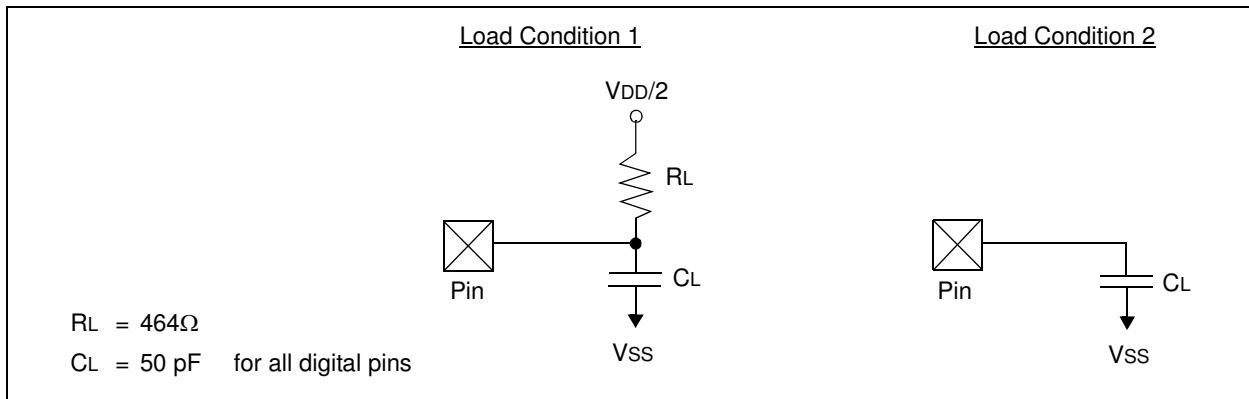 Load Condition 1
VDD/2
RL
Pin
CL
VSS
Load Condition 2
Pin
CL
VSS
RL = 464Ω
CL = 50 pF for all digital pins